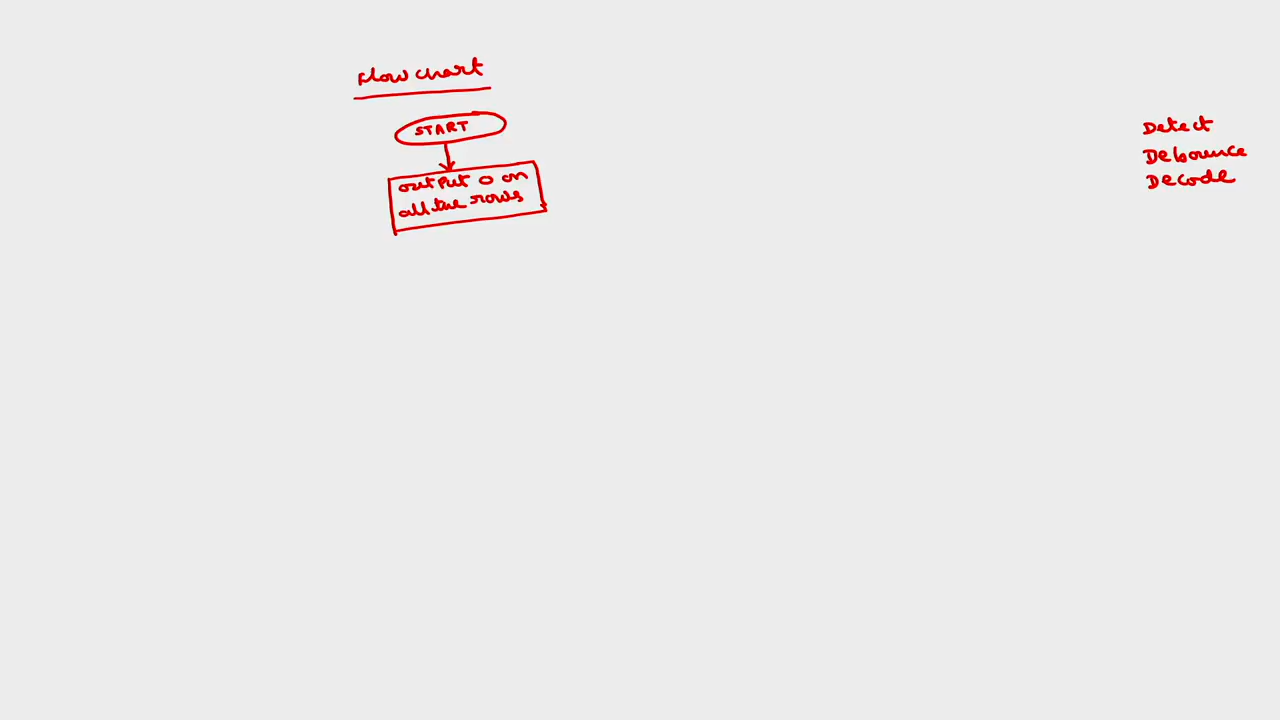 Flow chart
START
output 0 on
all the rows
Detect
Debounce
Decode